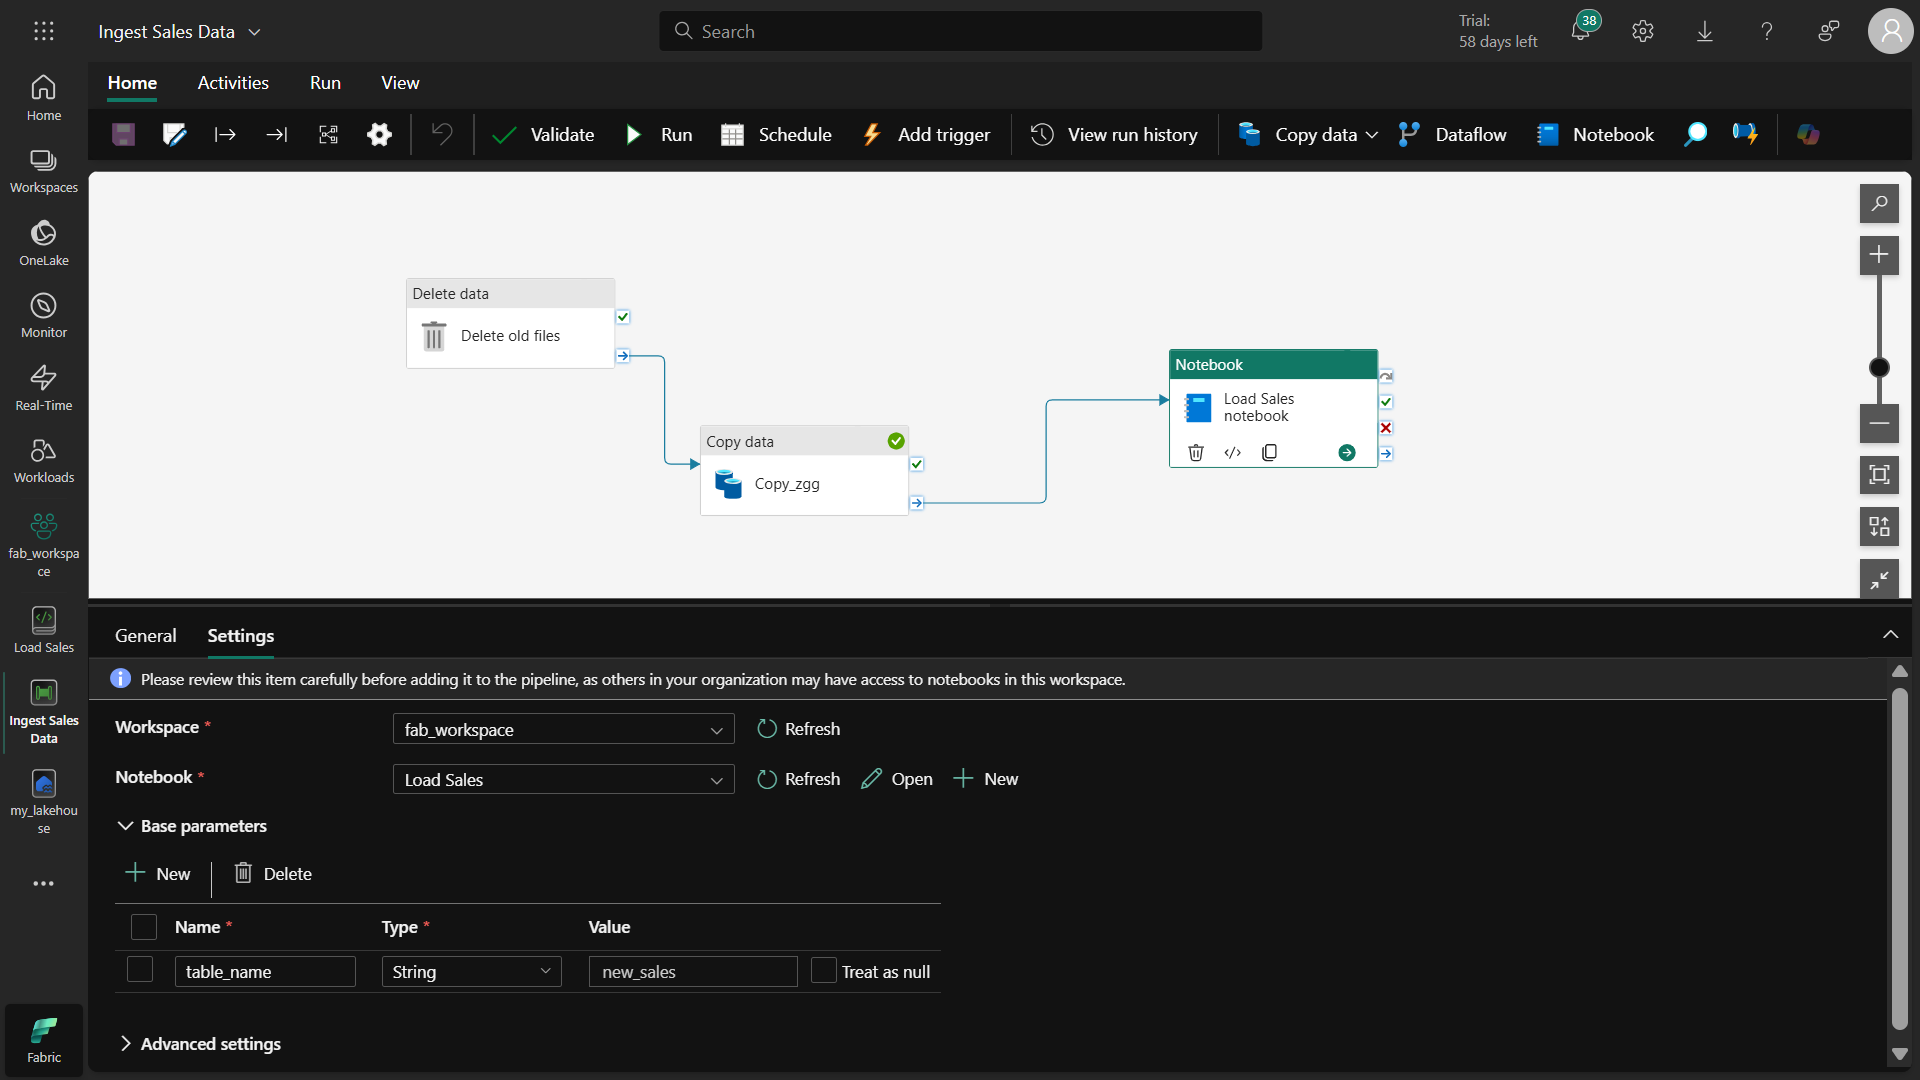 Ingest Sales Data
Search
Trial:
58 days left
38
Home
Activities
Run
View
Validate
Run
Schedule
Add trigger
View run history
Copy data
Dataflow
Notebook
Home
Workspaces
OneLake
Monitor
Real-Time
Workloads
fab_workspa
ce
Load Sales
Ingest Sales
Data
my_lakehou
se
Fabric
Delete data
Delete old files
Copy data
Copy_zgg
Notebook
Load Sales
notebook
General
Settings
Please review this item carefully before adding it to the pipeline, as others in your organization may have access to notebooks in this workspace.
Workspace *
fab_workspace
Refresh
Notebook *
Load Sales
Refresh
Open
New
Base parameters
New
Delete
Name *
Type *
Value
table_name
String
new_sales
Treat as null
Advanced settings